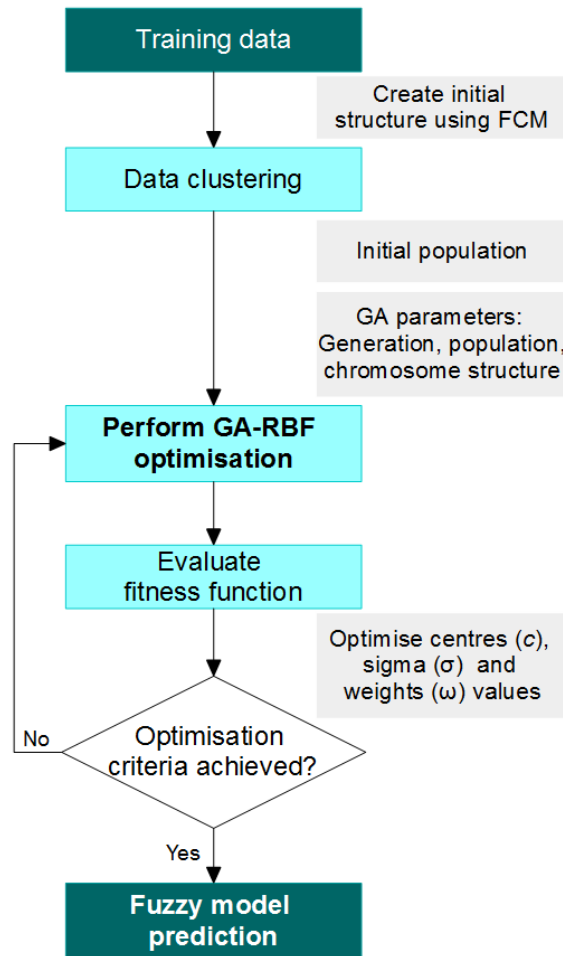 Training data
Create initial
structure using FCM
Data clustering
Initial population
GA parameters:
Generation, population,
chromosome structure
Perform GA-RBF
optimisation
Evaluate
fitness function
Optimise centres (c),
sigma (σ) and
weights (ω) values
No
Optimisation
criteria achieved?
Yes
Fuzzy model
prediction